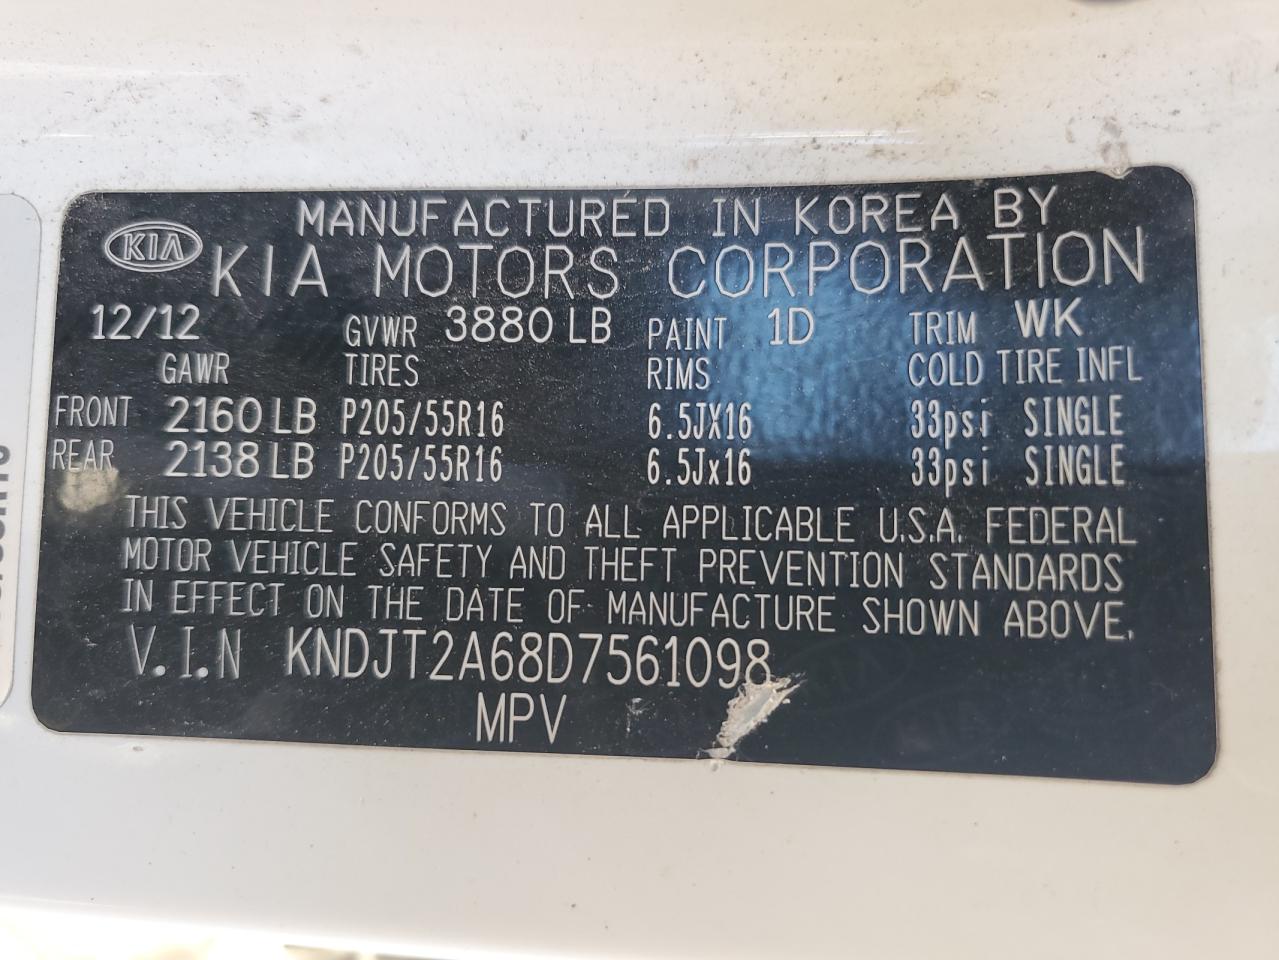 MANUFACTURED IN KOREA BY
KIA
KIA MOTORS CORPORATION
12/12 GVWR 3880 LB PAINT 1D TRIM WK
GAWR TIRES RIMS COLD TIRE INFL
FRONT 2160 LB P205/55R16 6.5JX16 33psi SINGLE
REAR 2138 LB P205/55R16 6.5Jx16 33psi SINGLE
THIS VEHICLE CONFORMS TO ALL APPLICABLE U.S.A. FEDERAL
MOTOR VEHICLE SAFETY AND THEFT PREVENTION STANDARDS
IN EFFECT ON THE DATE OF MANUFACTURE SHOWN ABOVE.
V.I.N KNDJT2A68D7561098
MPV